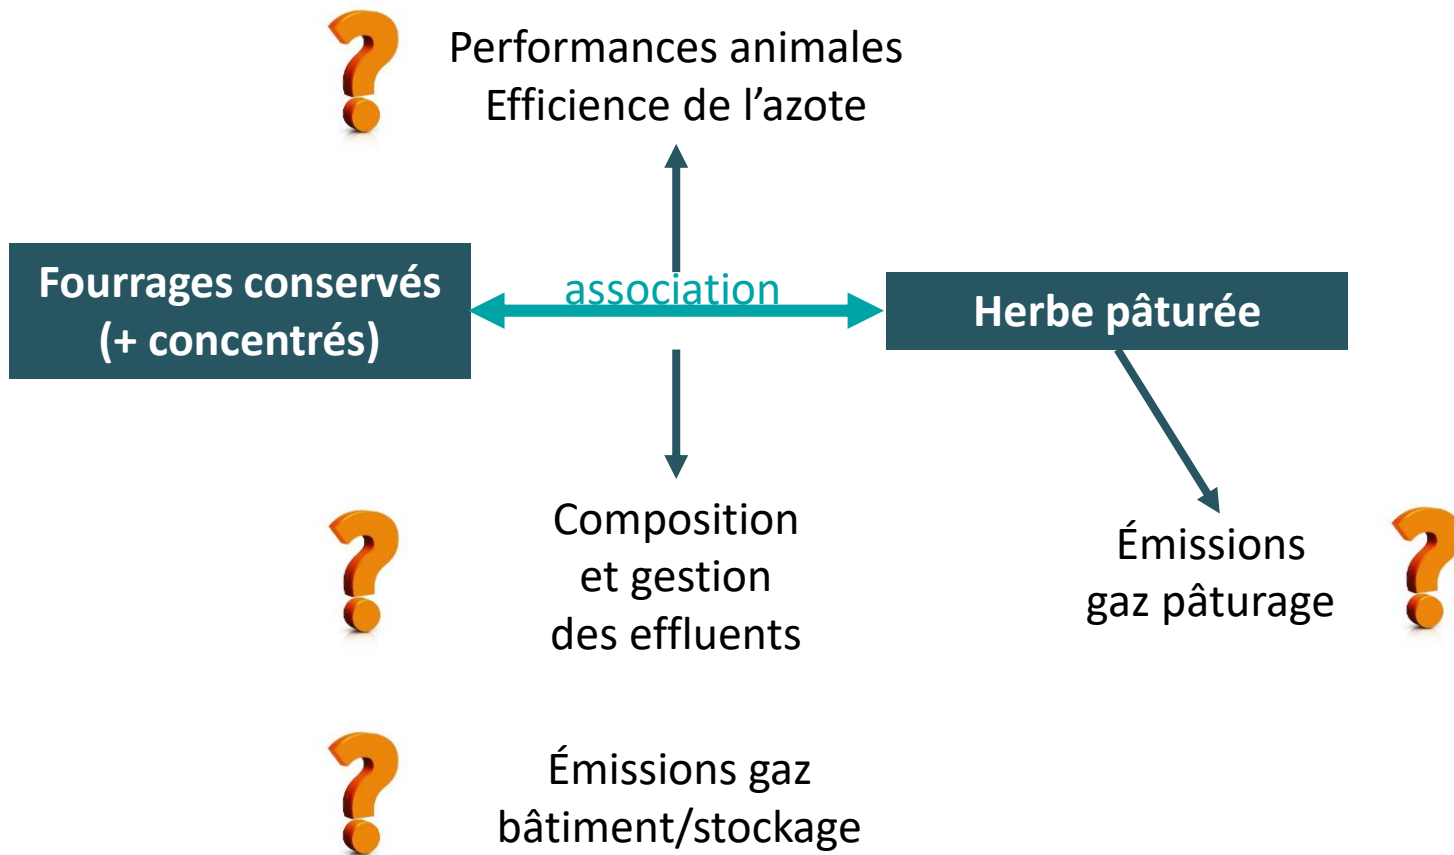 Performances animales
Efficience de l’azote
Fourrages conservés
(+ concentrés)
association
Herbe pâturée
Composition
et gestion
des effluents
Émissions
gaz pâturage
Émissions gaz
bâtiment/stockage